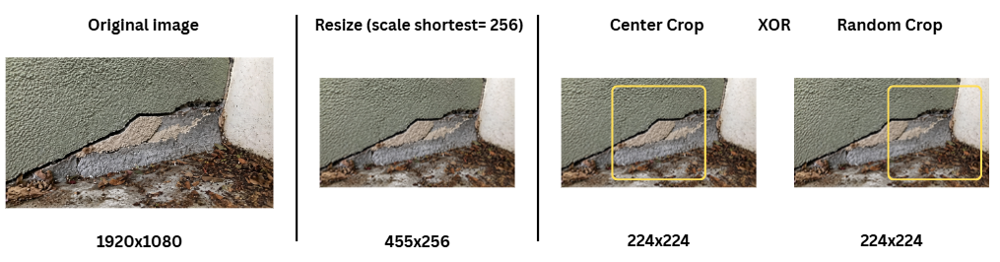 Original image
Resize (scale shortest= 256)
Center Crop
XOR
Random Crop
1920x1080
455x256
224x224
224x224